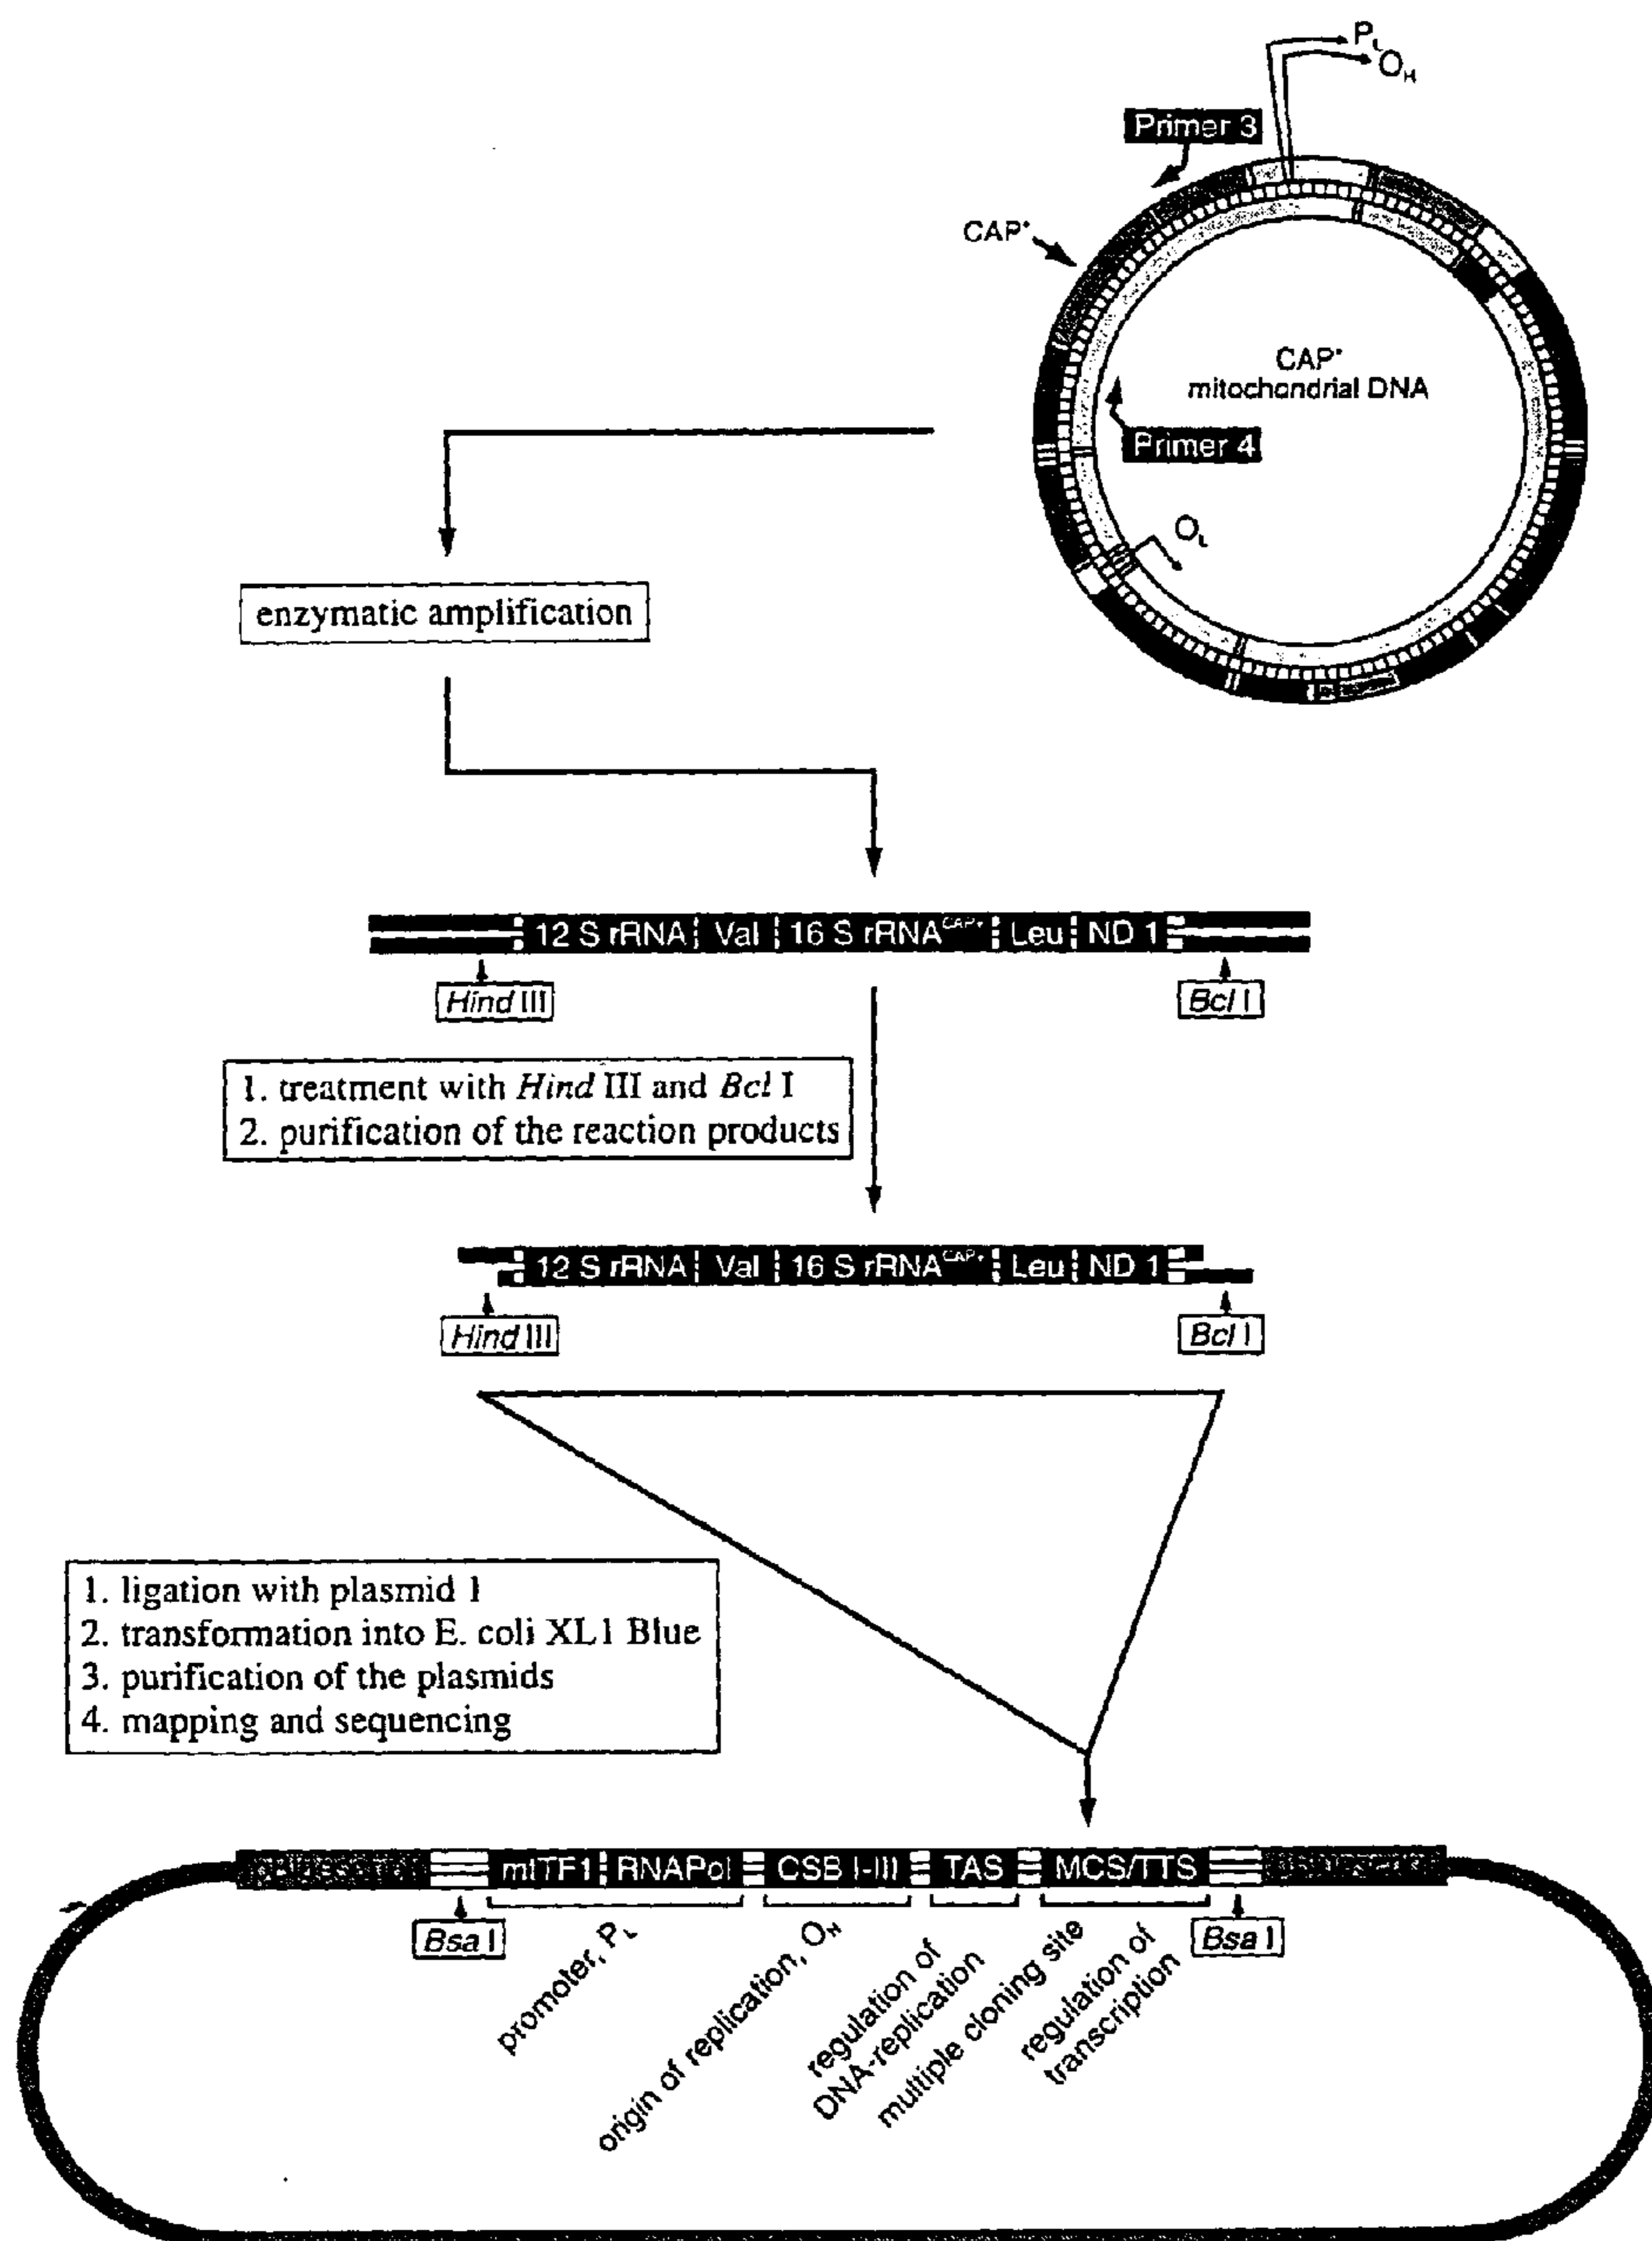 P_L
O_H
Primer 3
CAP+
CAP+
mitochondrial DNA
Primer 4
O_L
enzymatic amplification
12 S rRNA Val 16 S rRNA^CAP+ Leu ND 1
Hind III
Bcl I
1. treatment with Hind III and Bcl I
2. purification of the reaction products
12 S rRNA Val 16 S rRNA^CAP+ Leu ND 1
Hind III
Bcl I
1. ligation with plasmid 1
2. transformation into E. coli XL1 Blue
3. purification of the plasmids
4. mapping and sequencing
mtTF1 RNAPol CSB I-III TAS MCS/TTS
Bsa I
Bsa I
promoter, P_L
origin of replication, O_H
regulation of
DNA-replication
multiple cloning site
regulation of
transcription